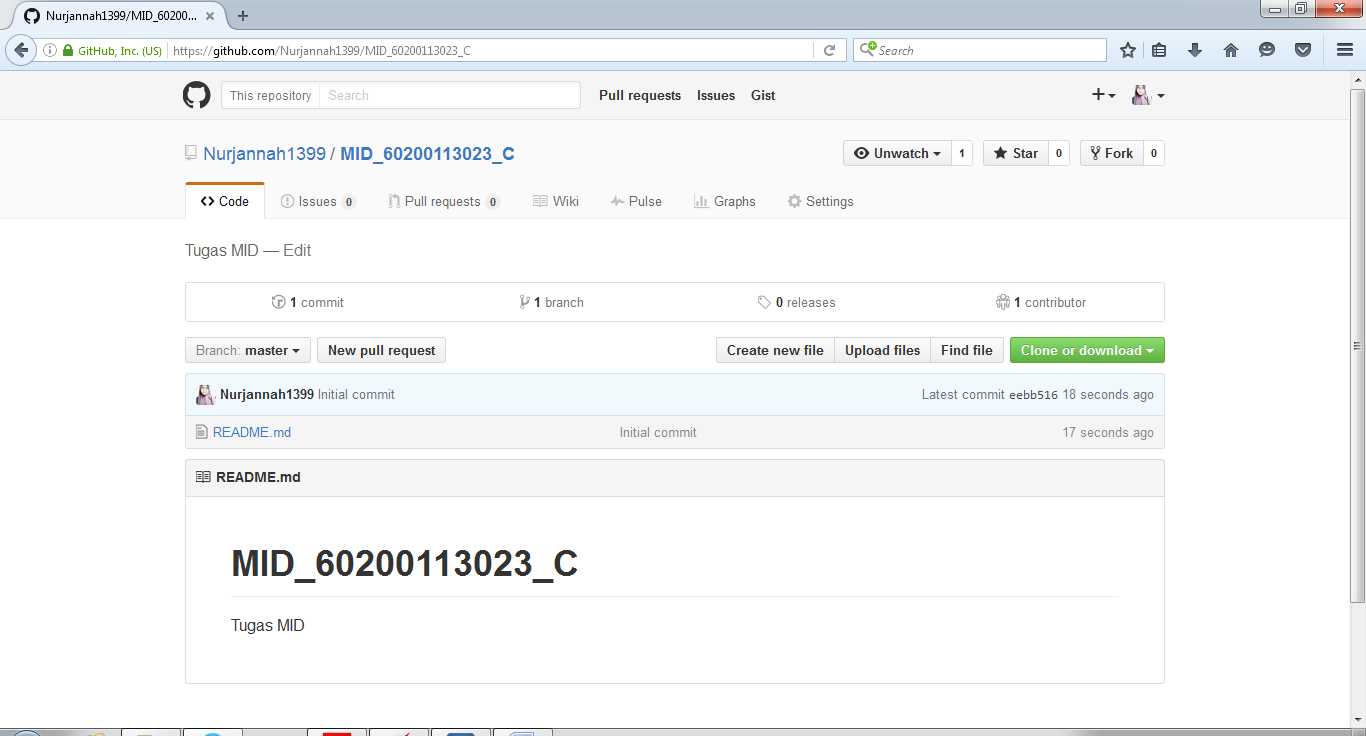 Nurjannah1399/MID_60200...
GitHub, Inc. (US) https://github.com/Nurjannah1399/MID_60200113023_C Search
This repository Search Pull requests Issues Gist
Nurjannah1399 / MID_60200113023_C Unwatch 1 Star 0 Fork 0
Code Issues 0 Pull requests 0 Wiki Pulse Graphs Settings
Tugas MID — Edit
1 commit 1 branch 0 releases 1 contributor
Branch: master New pull request Create new file Upload files Find file Clone or download
Nurjannah1399 Initial commit Latest commit eebb516 18 seconds ago
README.md Initial commit 17 seconds ago
README.md
MID_60200113023_C
Tugas MID